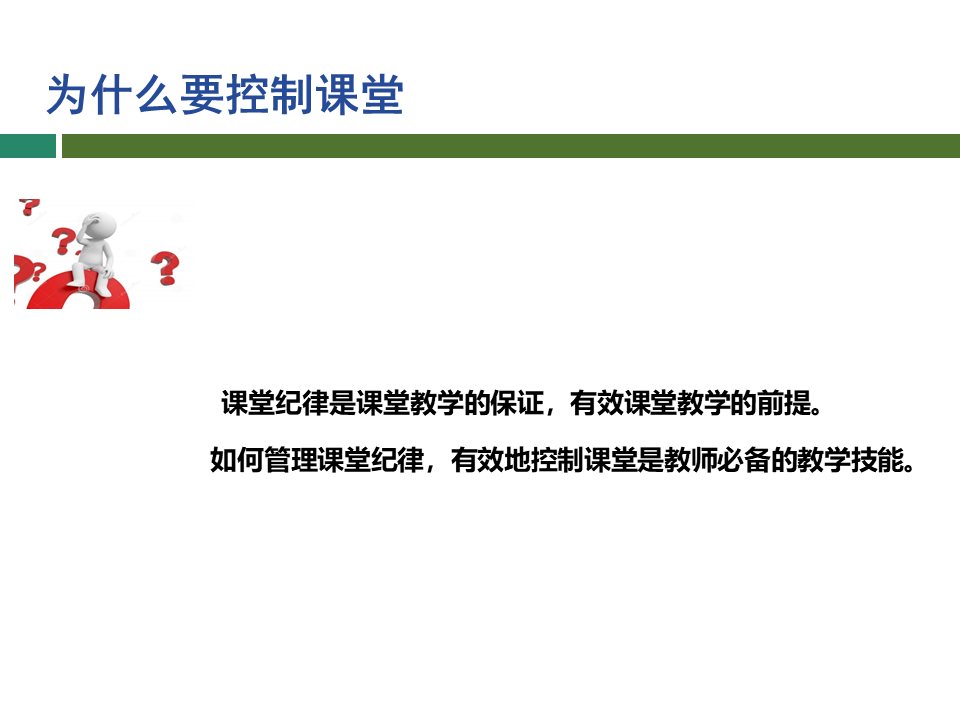 为什么要控制课堂
课堂纪律是课堂教学的保证，有效课堂教学的前提。
如何管理课堂纪律，有效地控制课堂是教师必备的教学技能。